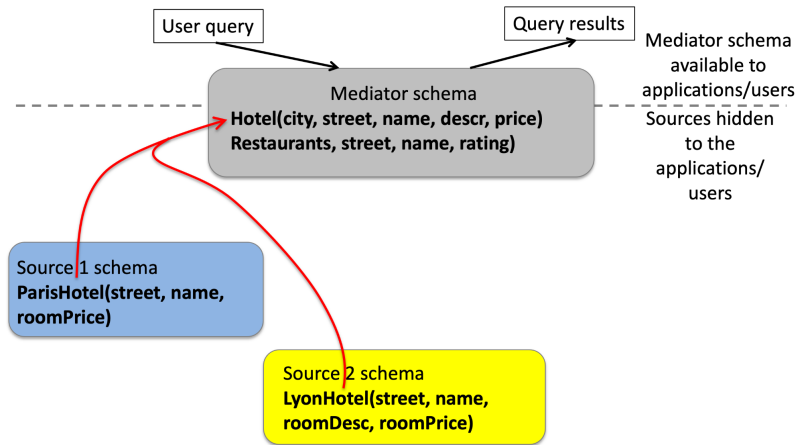 User query
Query results
Mediator schema
available to
applications/users
Mediator schema
Hotel(city, street, name, descr, price)
Restaurants, street, name, rating)
Sources hidden
to the
applications/
users
Source 1 schema
ParisHotel(street, name,
roomPrice)
Source 2 schema
LyonHotel(street, name,
roomDesc, roomPrice)